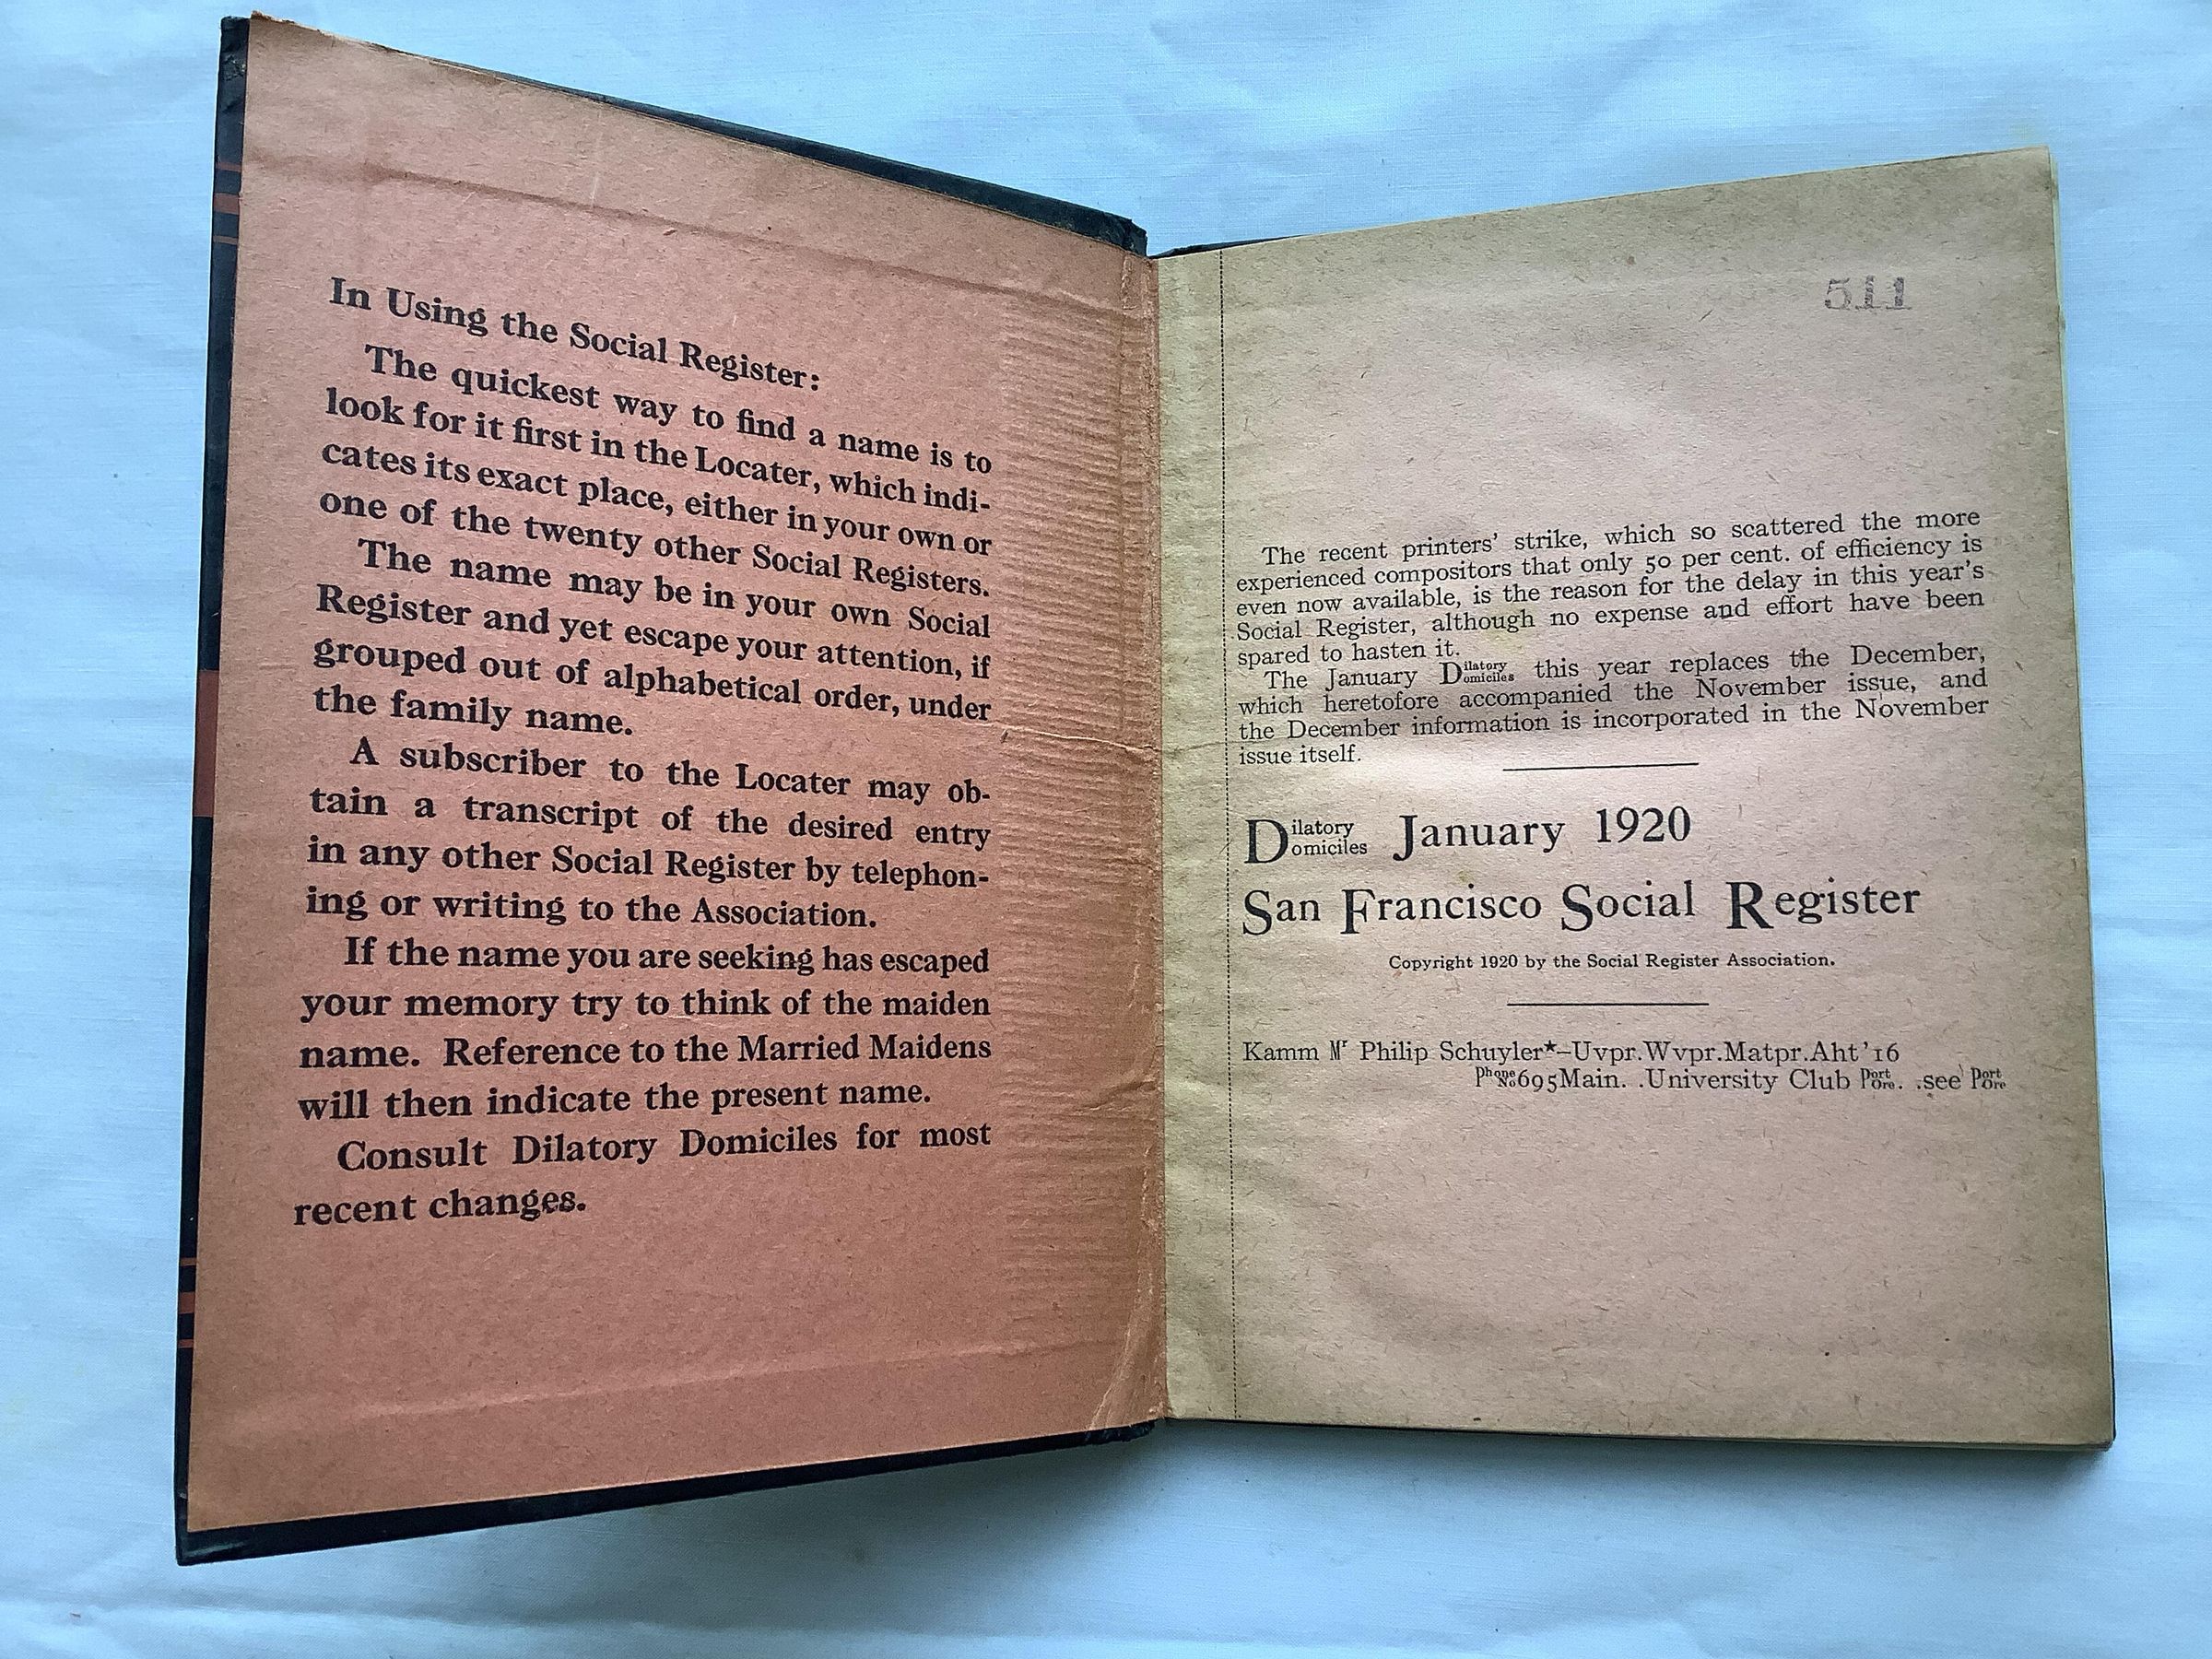 In Using the Social Register:
The quickest way to find a name is to
look for it first in the Locater, which indi-
cates its exact place, either in your own or
one of the twenty other Social Registers.
The name may be in your own Social
Register and yet escape your attention, if
grouped out of alphabetical order, under
the family name.
A subscriber to the Locater may ob-
tain a transcript of the desired entry
in any other Social Register by telephon-
ing or writing to the Association.
If the name you are seeking has escaped
your memory try to think of the maiden
name. Reference to the Married Maidens
will then indicate the present name.
Consult Dilatory Domiciles for most
recent changes.
511
The recent printers' strike, which so scattered the more
experienced compositors that only 50 per cent. of efficiency is
even now available, is the reason for the delay in this year's
Social Register, although no expense and effort have been
spared to hasten it.
The January Dilatory Domiciles this year replaces the December,
which heretofore accompanied the November issue, and
the December information is incorporated in the November
issue itself.
Dilatory Domiciles January 1920
San Francisco Social Register
Copyright 1920 by the Social Register Association.
Kamm Mr Philip Schuyler★–Uvpr.Wvpr.Matpr.Aht'16
Phone No 695Main. .University Club Port Ore. .see Port Ore